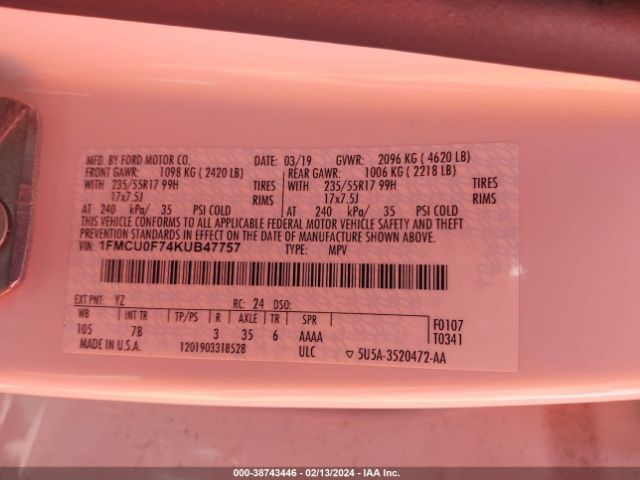 MFD. BY FORD MOTOR CO. DATE: 03/19 GVWR: 2096 KG ( 4620 LB)
FRONT GAWR: 1098 KG ( 2420 LB) REAR GAWR: 1006 KG ( 2218 LB)
WITH 235/55R17 99H TIRES WITH 235/55R17 99H TIRES
17x7.5J RIMS 17x7.5J RIMS
AT 240 kPa/ 35 PSI COLD AT 240 kPa/ 35 PSI COLD
THIS VEHICLE CONFORMS TO ALL APPLICABLE FEDERAL MOTOR VEHICLE SAFETY AND THEFT
PREVENTION STANDARDS IN EFFECT ON THE DATE OF MANUFACTURE SHOWN ABOVE.
VIN: 1FMCU0F74KUB47757 TYPE: MPV
EXT PNT: YZ RC: 24 DSO:
WB INT TR TP/PS R AXLE TR SPR F0107
105 7B 3 35 6 AAAA T0341
MADE IN U.S.A. 1201903318528 ULC ▽ 5U5A-3520472-AA
000-38743446 - 02/13/2024 - IAA Inc.